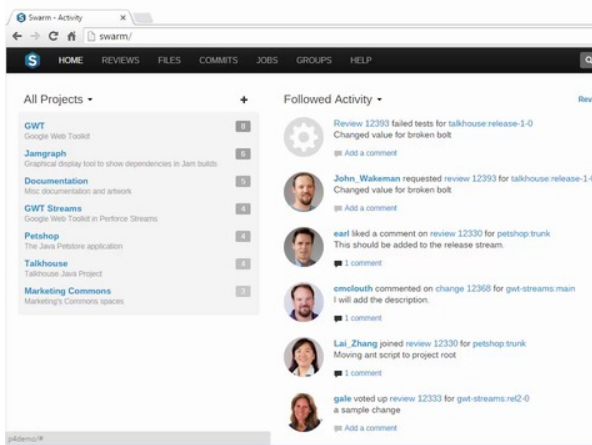 Swarm - Activity
swarm/
HOME REVIEWS FILES COMMITS JOBS GROUPS HELP
All Projects
+
GWT 8
Google Web Toolkit
Jamgraph 6
Graphical display tool to show dependencies in Jam builds
Documentation 5
Misc documentation and artwork
GWT Streams 4
Google Web Toolkit in Perforce Streams
Petshop 4
The Java Petstore application
Talkhouse 4
Talkhouse Java Project
Marketing Commons
Marketing's Commons spaces
Followed Activity
Review 12393 failed tests for talkhouse:release-1-0
Changed value for broken bolt
Add a comment
John_Wakeman requested review 12393 for talkhouse:release-1-0
Changed value for broken bolt
Add a comment
earl liked a comment on review 12330 for petshop:trunk
This should be added to the release stream.
1 comment
cmclouth commented on change 12368 for gwt-streams:main
I will add the description.
1 comment
Lai_Zhang joined review 12330 for petshop:trunk
Moving ant script to project root
1 comment
gale voted up review 12333 for gwt-streams:rel2-0
a sample change
Add a comment
p4demo/#